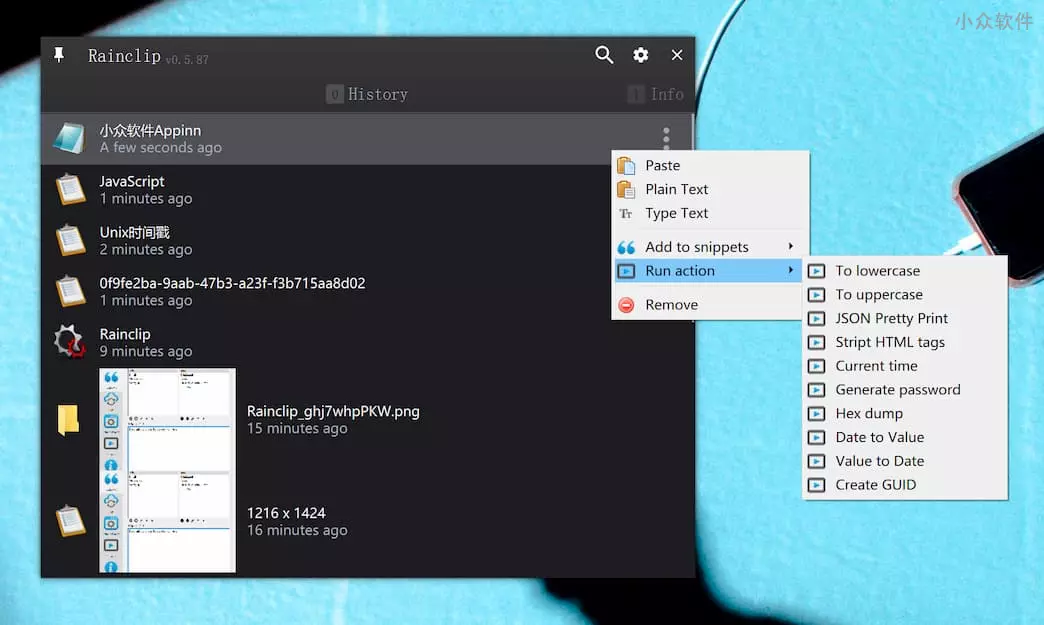 小众软件
Rainclip v0.5.87
0 History
1 Info
小众软件Appinn
A few seconds ago
JavaScript
1 minutes ago
Unix时间戳
2 minutes ago
0f9fe2ba-9aab-47b3-a23f-f3b715aa8d02
1 minutes ago
Rainclip
9 minutes ago
Rainclip_ghj7whpPKW.png
15 minutes ago
1216 x 1424
16 minutes ago
Paste
Plain Text
Tr Type Text
Add to snippets
Run action
Remove
To lowercase
To uppercase
JSON Pretty Print
Stript HTML tags
Current time
Generate password
Hex dump
Date to Value
Value to Date
Create GUID